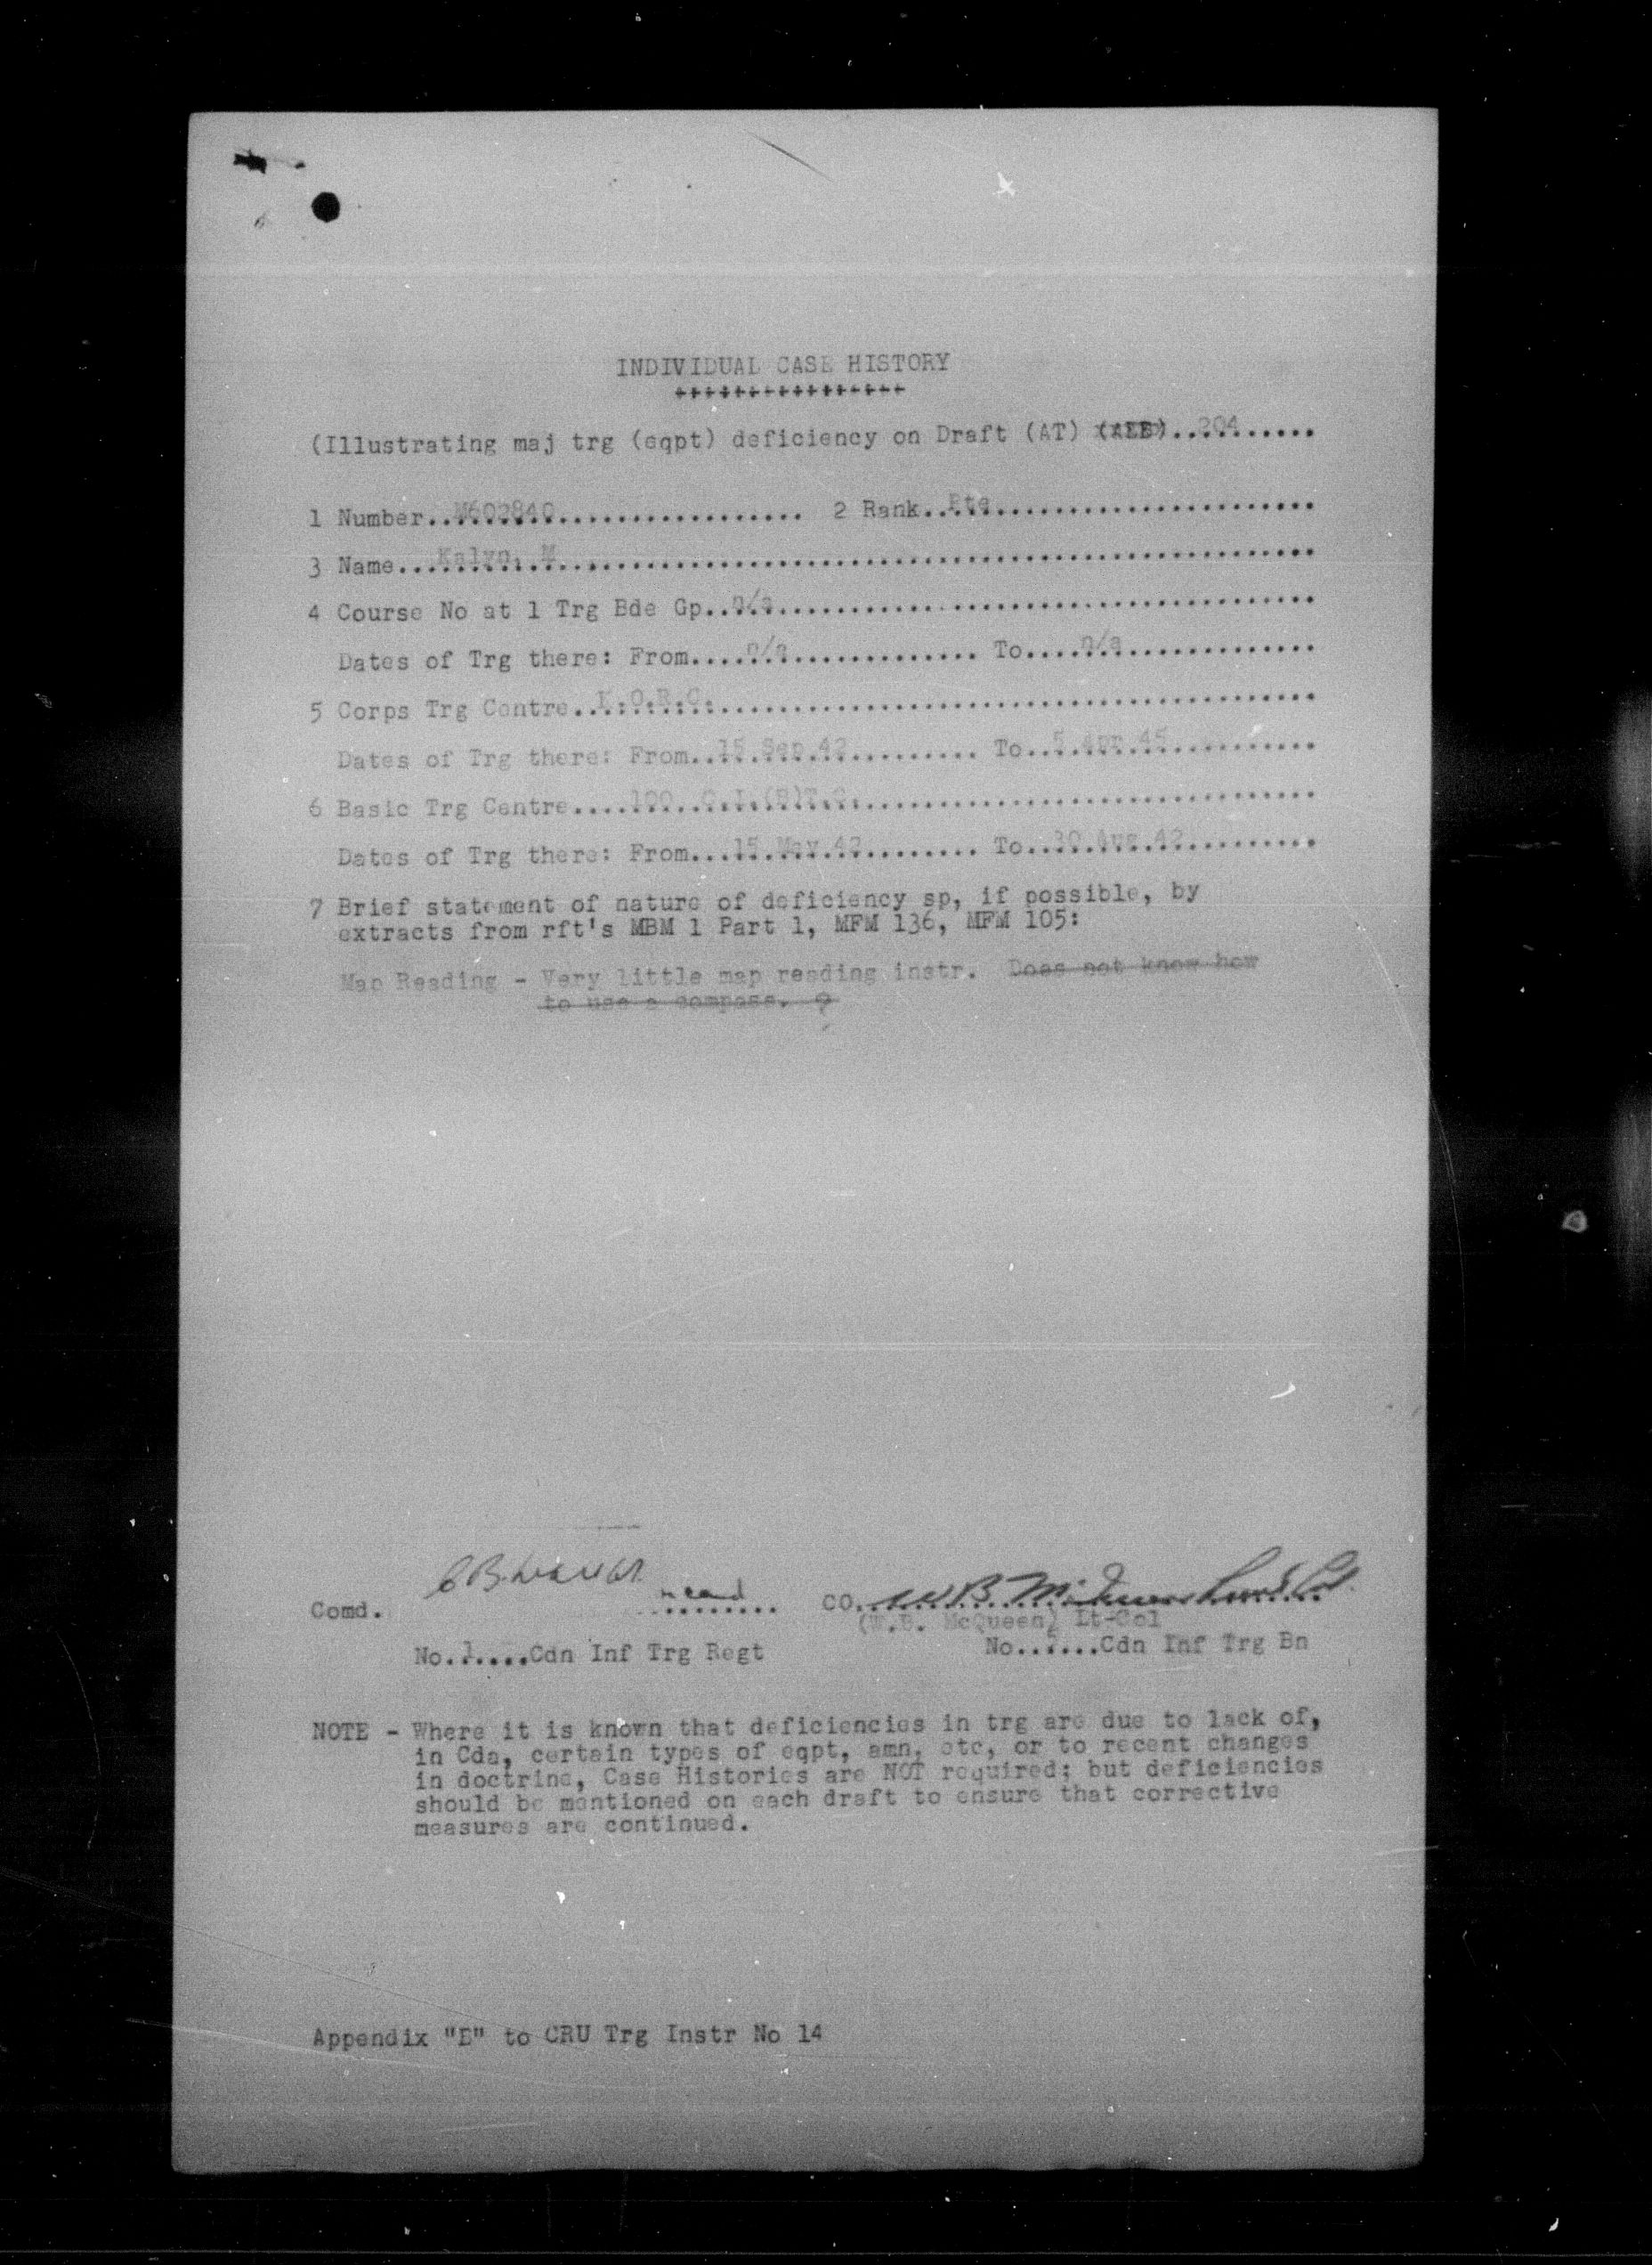 INDIVIDUAL CASE HISTORY
++++++++++++++++
(Illustrating maj trg (eqpt) deficiency on Draft (AT) (AEB)..204..........
1 Number..M602840.......................... 2 Rank..Pte......................
3 Name....Kalyn, M..................................................
4 Course No at 1 Trg Bde Gp..n/a.....................................
Dates of Trg there: From....n/a............. To....n/a.............
5 Corps Trg Centre..K.O.R.C..........................................
Dates of Trg there: From..15 Sep 42......... To..5 Apr 45..........
6 Basic Trg Centre....100 C.I.(B)T.C.................................
Dates of Trg there: From...15 May 42........ To..30 Aug 42.........
7 Brief statement of nature of deficiency sp, if possible, by
extracts from rft's MBM 1 Part 1, MFM 136, MFM 105:
Map Reading - Very little map reading instr. Does not know how
to use a compass. ?
Comd. ......... CO..............................
(W.B. McQueen) Lt-Col
No..1....Cdn Inf Trg Regt No......Cdn Inf Trg Bn
NOTE - Where it is known that deficiencies in trg are due to lack of,
in Cda, certain types of eqpt, amn, etc, or to recent changes
in doctrine, Case Histories are NOT required; but deficiencies
should be mentioned on each draft to ensure that corrective
measures are continued.
Appendix "E" to CRU Trg Instr No 14